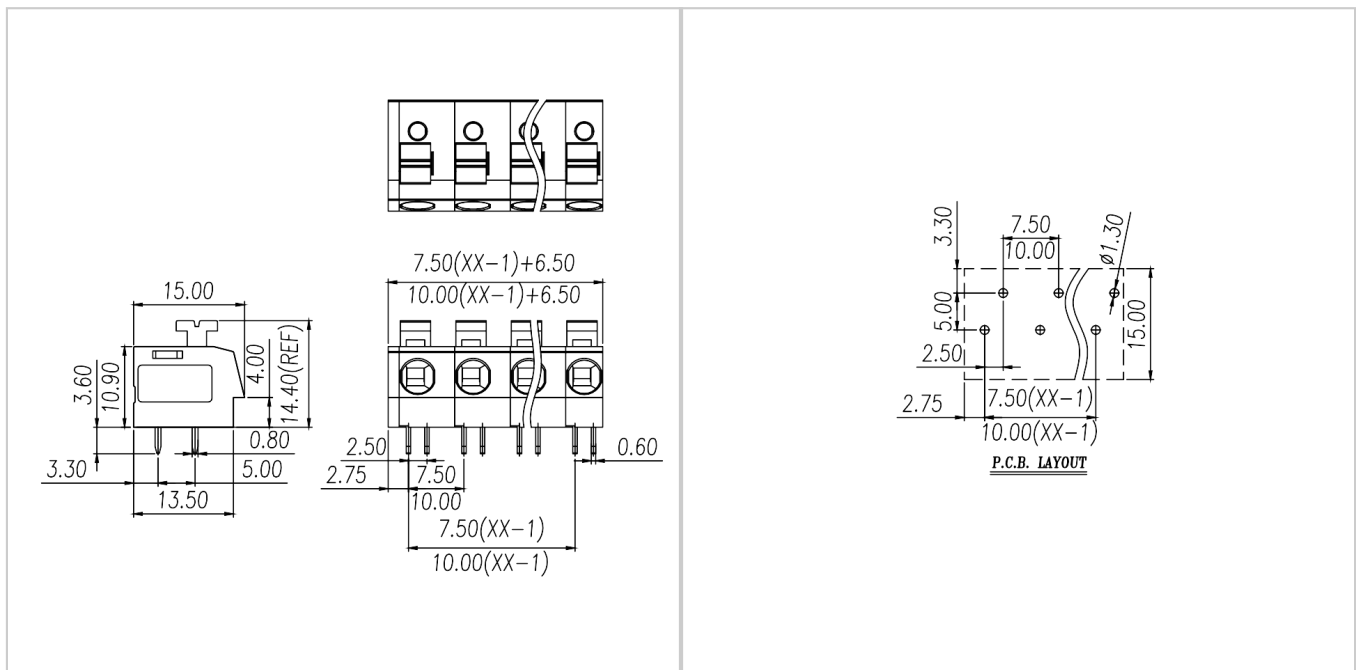 7.50(XX-1)+6.50
10.00(XX-1)+6.50
15.00
3.60
10.90
4.00
14.40(REF)
0.80
3.30
5.00
13.50
2.50
0.60
2.75
7.50
10.00
7.50(XX-1)
10.00(XX-1)
3.30
7.50
10.00
ø1.30
5.00
15.00
2.50
2.75
7.50(XX-1)
10.00(XX-1)
P.C.B. LAYOUT